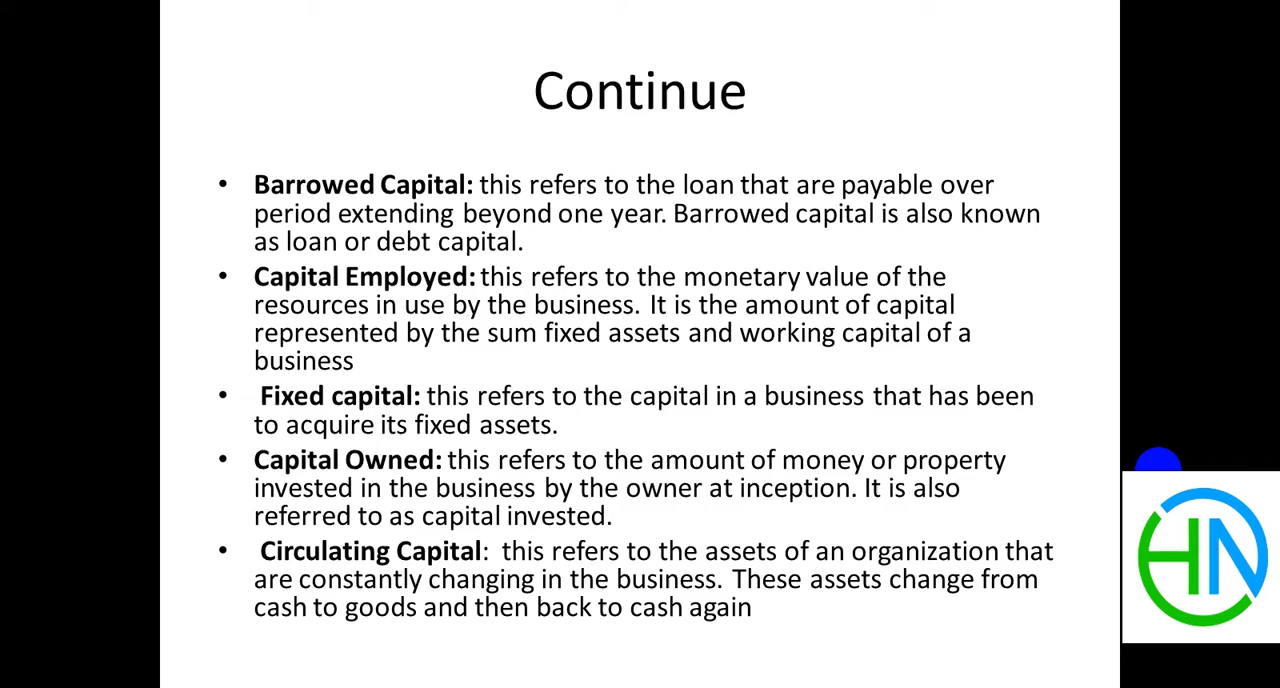 Continue
• Barrowed Capital: this refers to the loan that are payable over
period extending beyond one year. Barrowed capital is also known
as loan or debt capital.
• Capital Employed: this refers to the monetary value of the
resources in use by the business. It is the amount of capital
represented by the sum fixed assets and working capital of a
business
• Fixed capital: this refers to the capital in a business that has been
to acquire its fixed assets.
• Capital Owned: this refers to the amount of money or property
invested in the business by the owner at inception. It is also
referred to as capital invested.
• Circulating Capital: this refers to the assets of an organization that
are constantly changing in the business. These assets change from
cash to goods and then back to cash again
HN